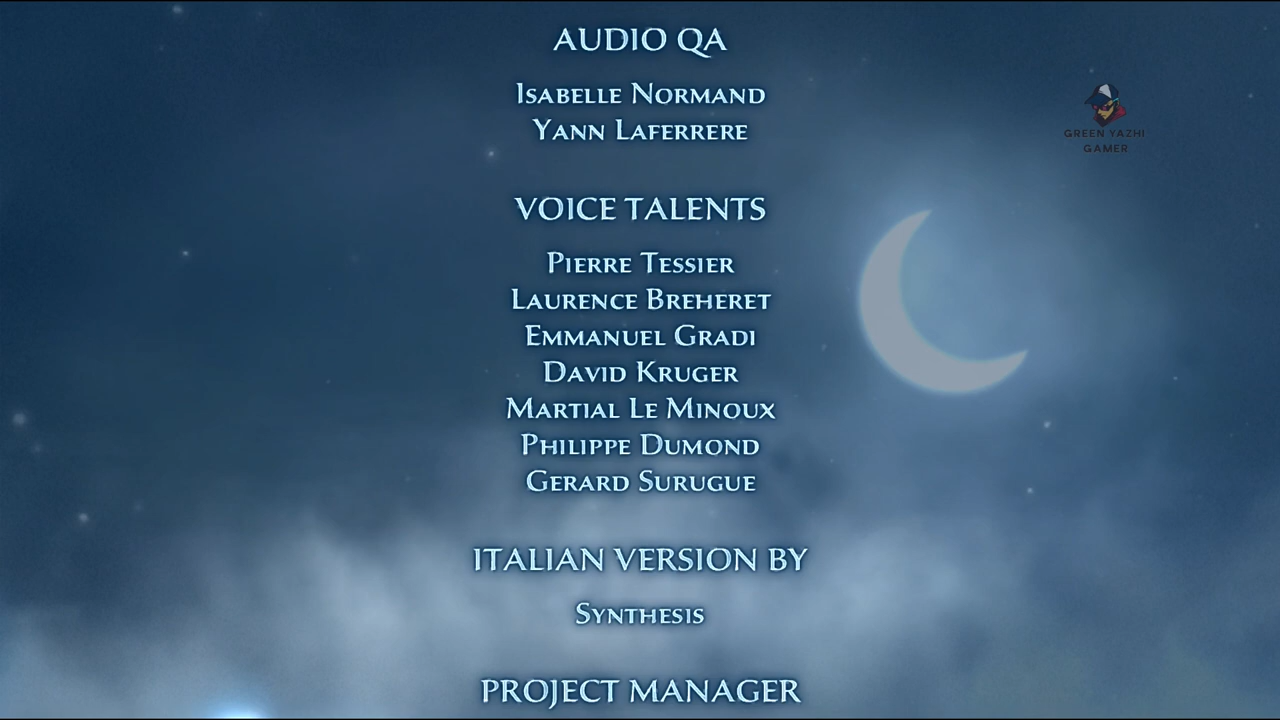 AUDIO QA
ISABELLE NORMAND
YANN LAFERRERE
GREEN YAZHI
GAMER
VOICE TALENTS
PIERRE TESSIER
LAURENCE BREHERET
EMMANUEL GRADI
DAVID KRUGER
MARTIAL LE MINOUX
PHILIPPE DUMOND
GERARD SURUGUE
ITALIAN VERSION BY
SYNTHESIS
PROJECT MANAGER